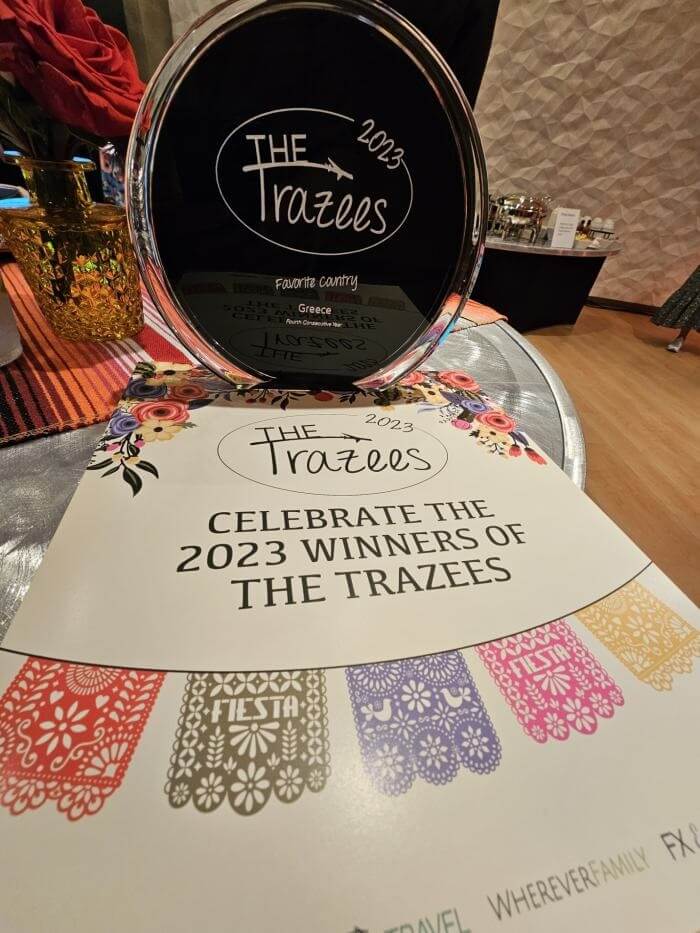 THE 2023
Trazees
Favorite Country
Greece
Fourth Consecutive Year
THE 2023
Trazees
CELEBRATE THE
2023 WINNERS OF
THE TRAZEES
FIESTA
FIESTA
TRAVEL WHEREVERFAMILY FX